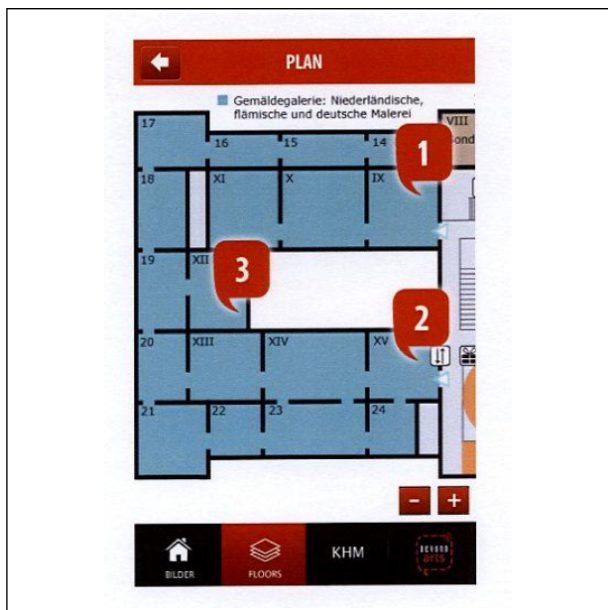 PLAN
Gemäldegalerie: Niederländische,
flämische und deutsche Malerei
17
16
15
14
VIII
1
18
XI
X
IX
19
XII
3
2
20
XIII
XIV
XV
21
22
23
24
- +
BILDER
FLOORS
KHM
BEYOND
arts